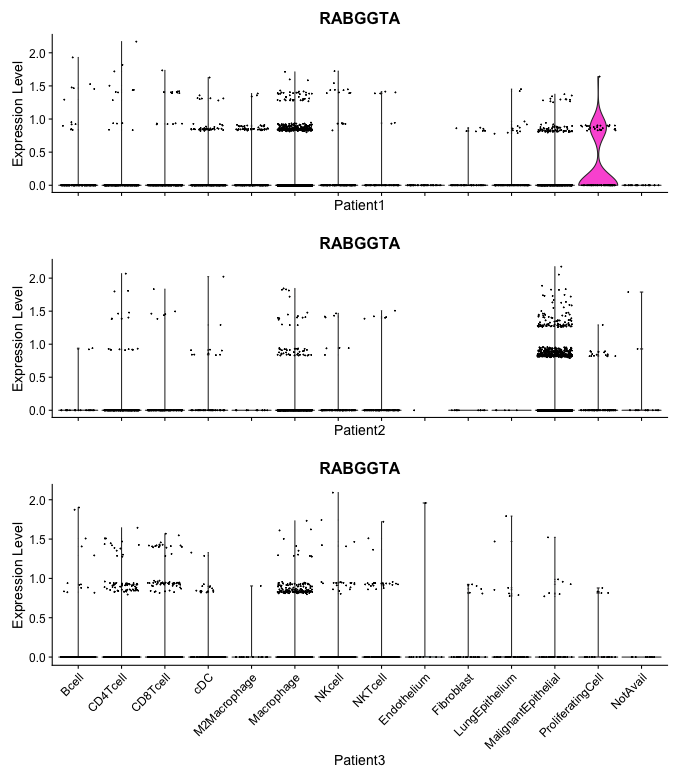 RABGGTA
Expression Level
2.0
1.5
1.0
0.5
0.0
Patient1
RABGGTA
Expression Level
2.0
1.5
1.0
0.5
0.0
Patient2
RABGGTA
Expression Level
2.0
1.5
1.0
0.5
0.0
Bcell
CD4Tcell
CD8Tcell
cDC
M2Macrophage
Macrophage
NKcell
NKTcell
Endothelium
Fibroblast
LungEpithelium
MalignantEpithelial
ProliferatingCell
NotAvail
Patient3